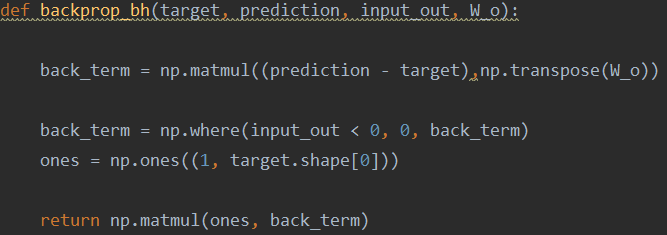 def backprop_bh(target, prediction, input_out, W_o):
back_term = np.matmul((prediction - target),np.transpose(W_o))
back_term = np.where(input_out < 0, 0, back_term)
ones = np.ones((1, target.shape[0]))
return np.matmul(ones, back_term)